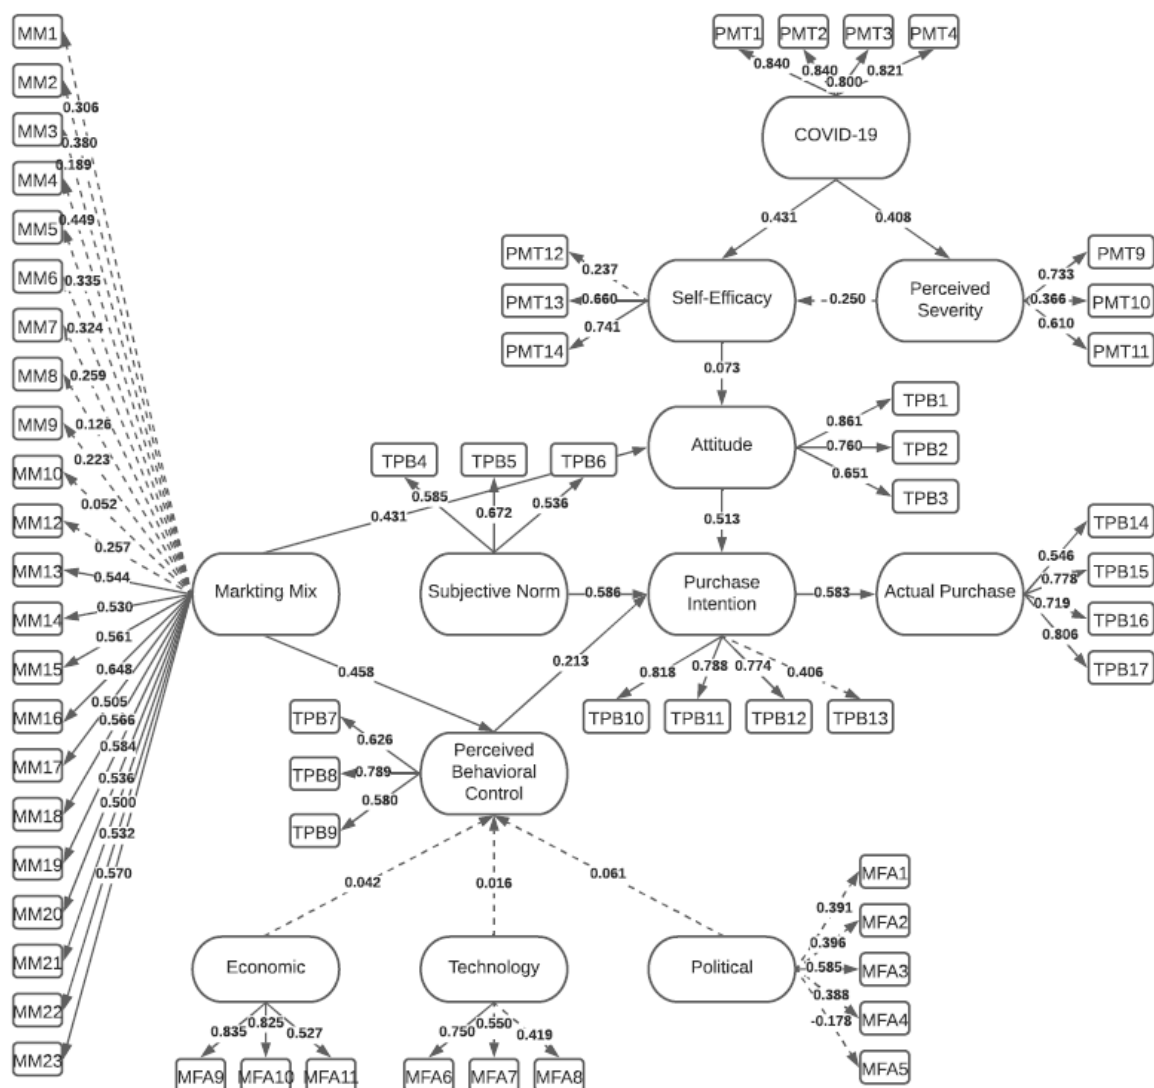 MM1
MM2
MM3
MM4
MM5
MM6
MM7
MM8
MM9
MM10
MM12
MM13
MM14
MM15
MM16
MM17
MM18
MM19
MM20
MM21
MM22
MM23
0.306
0.380
0.189
0.449
0.335
0.324
0.259
0.126
0.223
0.052
0.257
0.544
0.530
0.561
0.648
0.505
0.566
0.584
0.536
0.500
0.532
0.570
Markting Mix
0.431
0.458
PMT1
PMT2
PMT3
PMT4
0.840
0.840
0.800
0.821
COVID-19
0.431
0.408
PMT12
PMT13
PMT14
0.237
0.660
0.741
Self-Efficacy
0.250
Perceived
Severity
0.733
0.366
0.610
PMT9
PMT10
PMT11
0.073
Attitude
0.861
0.760
0.651
TPB1
TPB2
TPB3
TPB4
TPB5
TPB6
0.585
0.672
0.536
0.513
Subjective Norm
0.586
Purchase
Intention
0.583
Actual Purchase
0.546
0.778
0.719
0.806
TPB14
TPB15
TPB16
TPB17
0.213
0.818
0.788
0.774
0.406
TPB10
TPB11
TPB12
TPB13
TPB7
TPB8
TPB9
0.626
0.789
0.580
Perceived
Behavioral
Control
0.042
0.016
0.061
Economic
Technology
Political
0.835
0.825
0.527
MFA9
MFA10
MFA11
0.750
0.550
0.419
MFA6
MFA7
MFA8
0.391
0.396
0.585
0.388
-0.178
MFA1
MFA2
MFA3
MFA4
MFA5